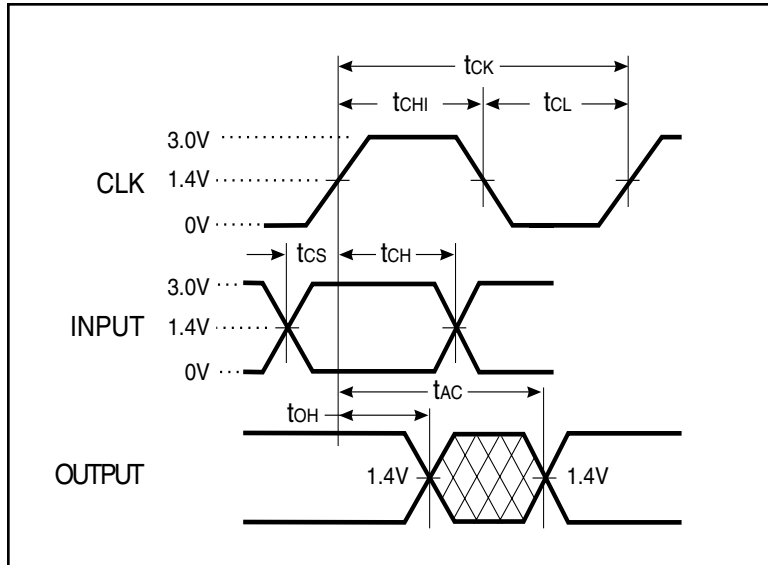 tCK
tCHI tCL
3.0V
CLK 1.4V
0V
tCS tCH
3.0V
INPUT 1.4V
0V
tAC
tOH
OUTPUT 1.4V 1.4V